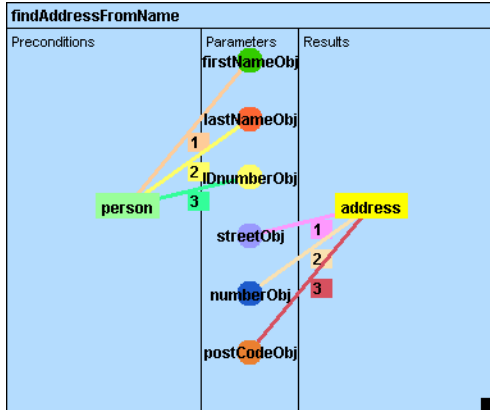 findAddressFromName
Preconditions
Parameters
Results
firstNameObj
lastNameObj
1
2
IDnumberObj
3
person
address
streetObj
1
2
numberObj
3
postCodeObj